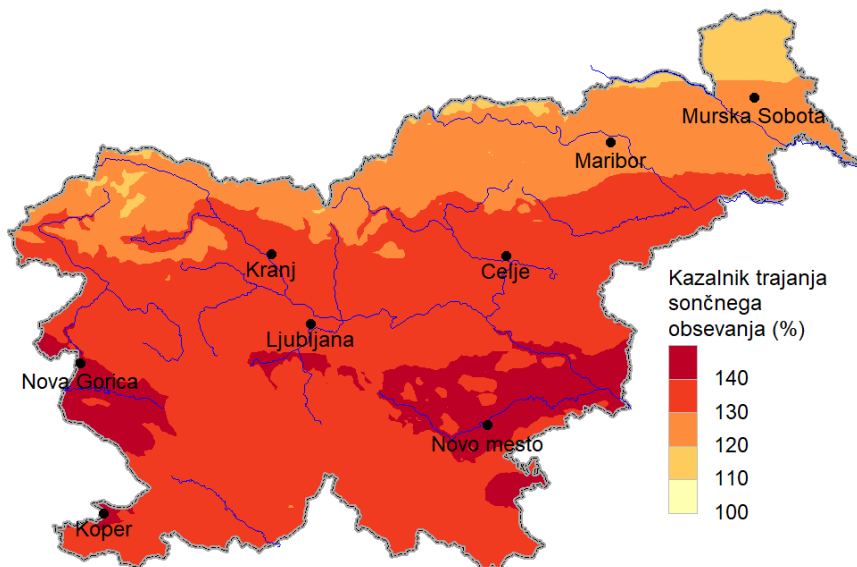 Murska Sobota
Maribor
Kranj
Celje
Ljubljana
Nova Gorica
Novo mesto
Koper
Kazalnik trajanja
sončnega
obsevanja (%)
140
130
120
110
100